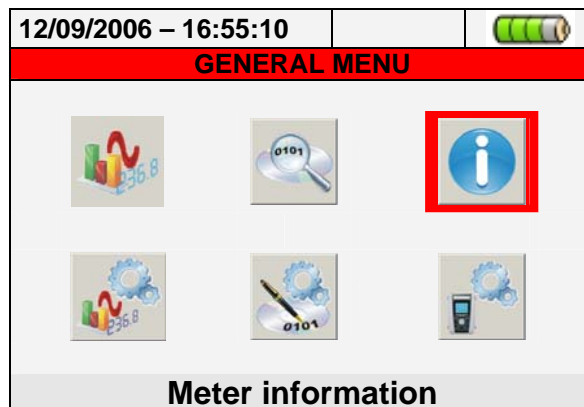 12/09/2006 – 16:55:10
GENERAL MENU
236.8
0101
236.8
0101
Meter information